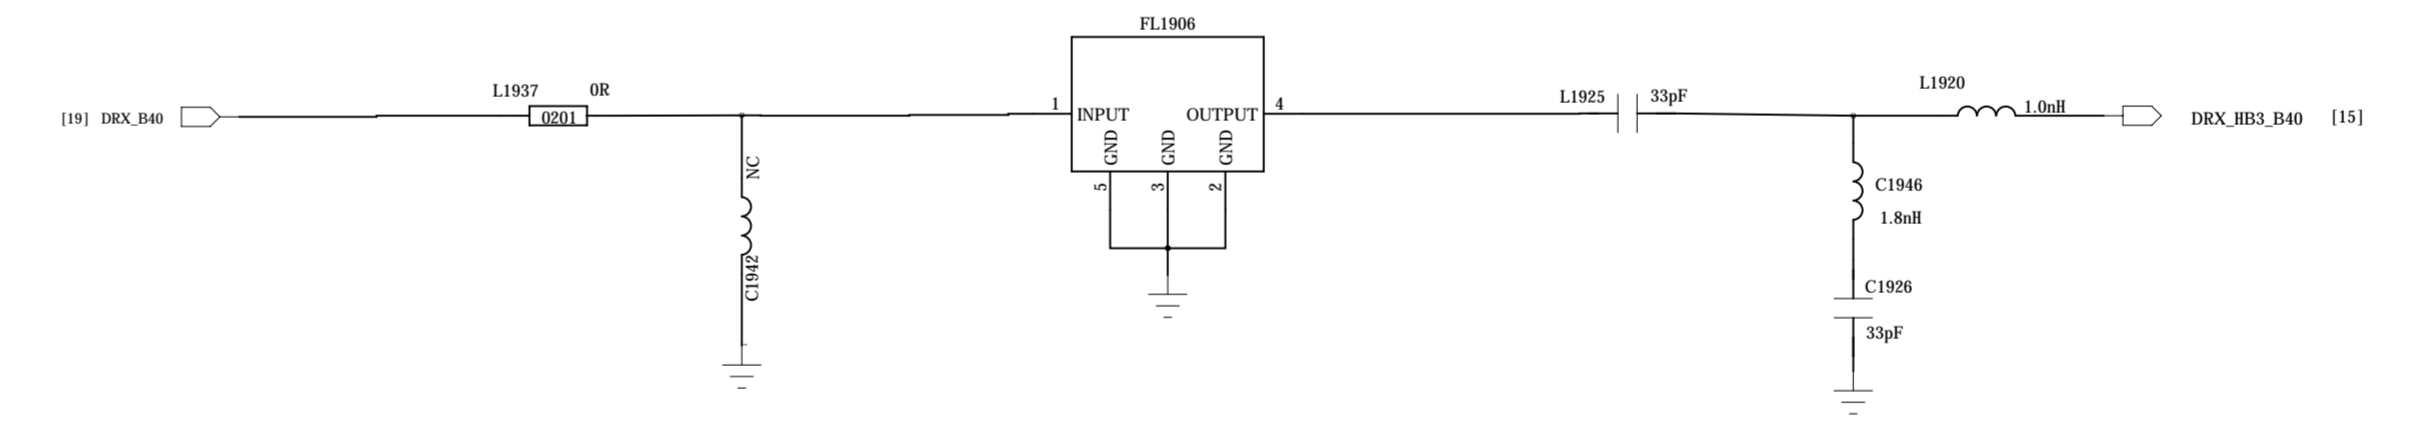 FL1906
[19] DRX_B40
L1937 0R
0201
1 INPUT
OUTPUT 4
GND GND GND
5 3 2
L1925 33pF
L1920
1.0nH
DRX_HB3_B40 [15]
NC
C1942
C1946
1.8nH
C1926
33pF